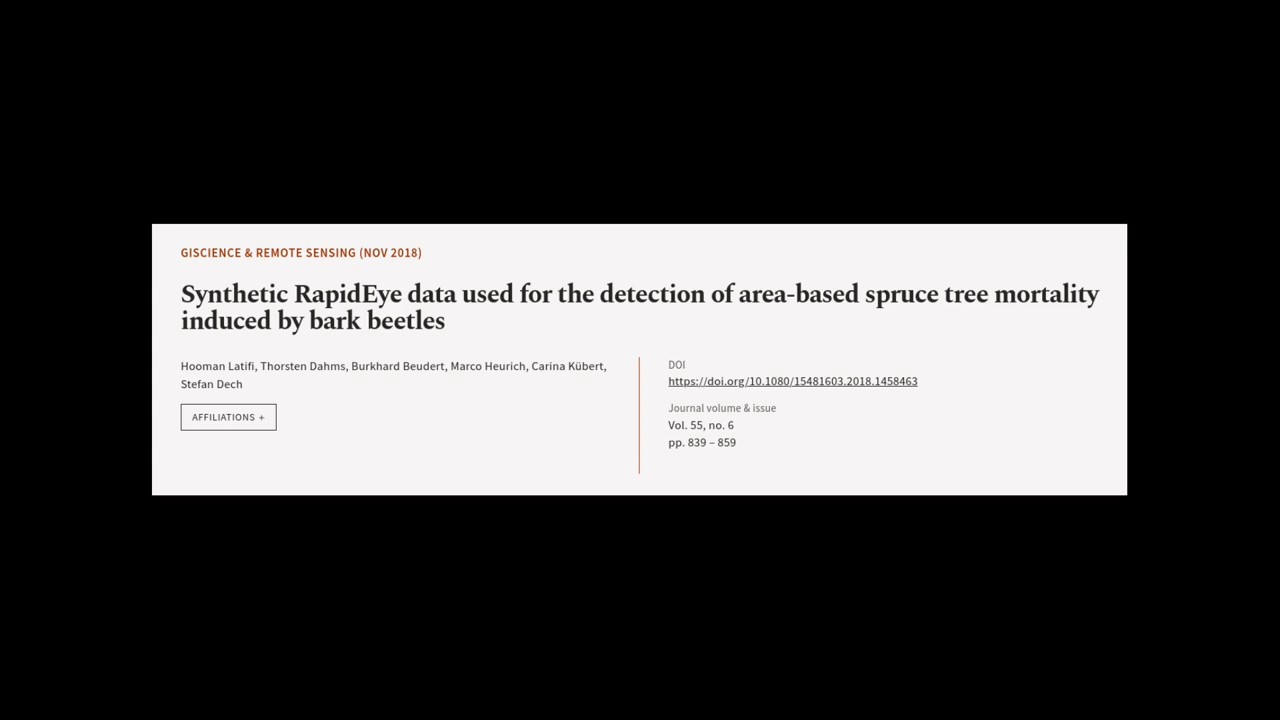 GISCIENCE & REMOTE SENSING (NOV 2018)
Synthetic RapidEye data used for the detection of area-based spruce tree mortality
induced by bark beetles
Hooman Latifi, Thorsten Dahms, Burkhard Beudert, Marco Heurich, Carina Kübert,
Stefan Dech
AFFILIATIONS +
DOI
https://doi.org/10.1080/15481603.2018.1458463
Journal volume & issue
Vol. 55, no. 6
pp. 839 – 859